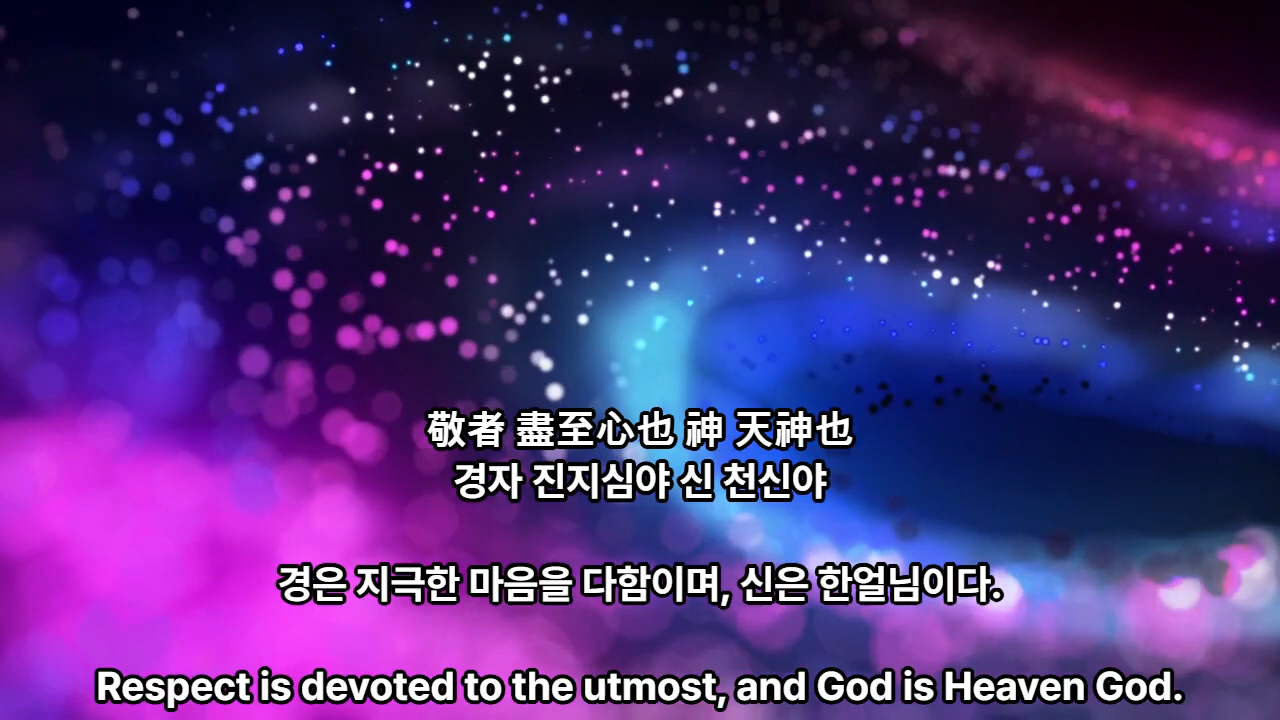 敬者 盡至心也 神 天神也
경자 진지심야 신 천신야
경은 지극한 마음을 다함이며, 신은 한얼님이다.
Respect is devoted to the utmost, and God is Heaven God.